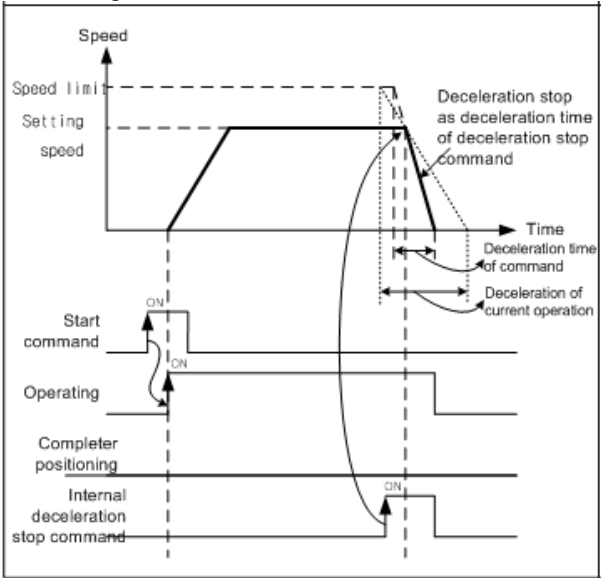 Speed
Speed limit
Setting
speed
Deceleration stop
as deceleration time
of deceleration stop
command
Time
Deceleration time
of command
Deceleration of
current operation
ON
Start
command
ON
Operating
Completer
positioning
ON
Internal
deceleration
stop command